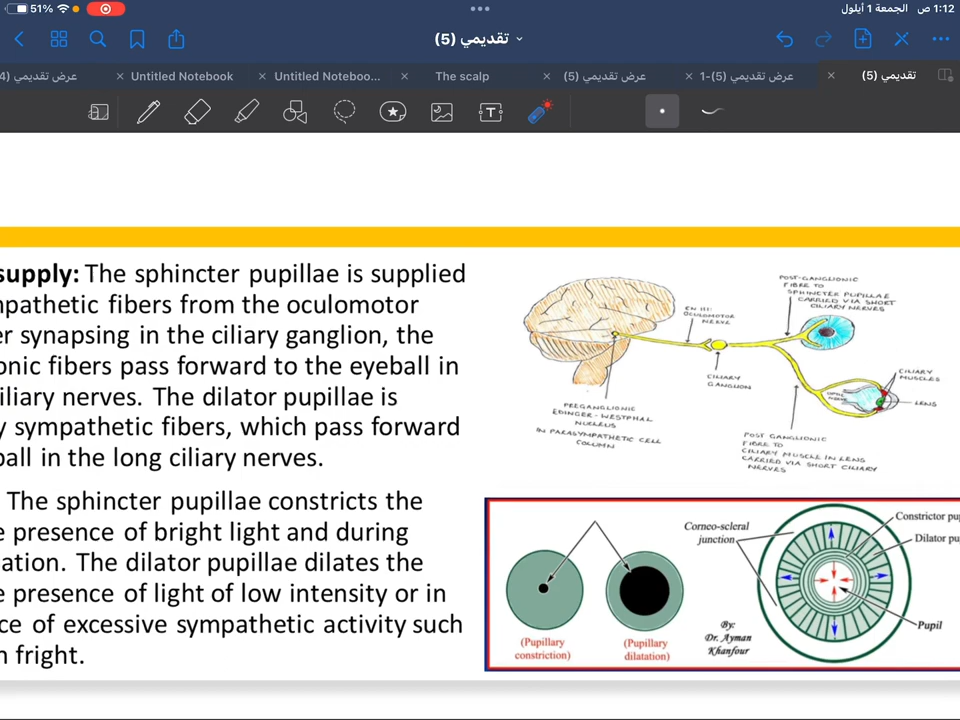 51%
1:12 ص الجمعة 1 أيلول
تقديمي (5)
عرض تقديمي (4
Untitled Notebook
Untitled Noteboo...
The scalp
عرض تقديمي (5)
عرض تقديمي (5)-1
تقديمي (5)
supply: The sphincter pupillae is supplied
mpathetic fibers from the oculomotor
er synapsing in the ciliary ganglion, the
onic fibers pass forward to the eyeball in
iliary nerves. The dilator pupillae is
y sympathetic fibers, which pass forward
ball in the long ciliary nerves.
The sphincter pupillae constricts the
e presence of bright light and during
ation. The dilator pupillae dilates the
e presence of light of low intensity or in
ce of excessive sympathetic activity such
n fright.
POST-GANGLIONIC
FIBRE TO
SPHINCTER PUPILLAE
CARRIED VIA SHORT
CILIARY NERVES
OCULOMOTOR
NERVE
CILIARY
GANGLION
CILIARY
MUSCLES
LENS
PREGANGLIONIC
EDINGER-WESTPHAL
NUCLEUS
IN PARASYMPATHETIC CELL
COLUMN
POST GANGLIONIC
FIBRE TO
CILIARY MUSCLE IN LENS
CARRIED VIA SHORT CILIARY
NERVES
Corneo-scleral
junction
Constrictor pu
Dilator pu
Pupil
(Pupillary
constriction)
(Pupillary
dilatation)
By:
Dr. Ayman
Khanfour